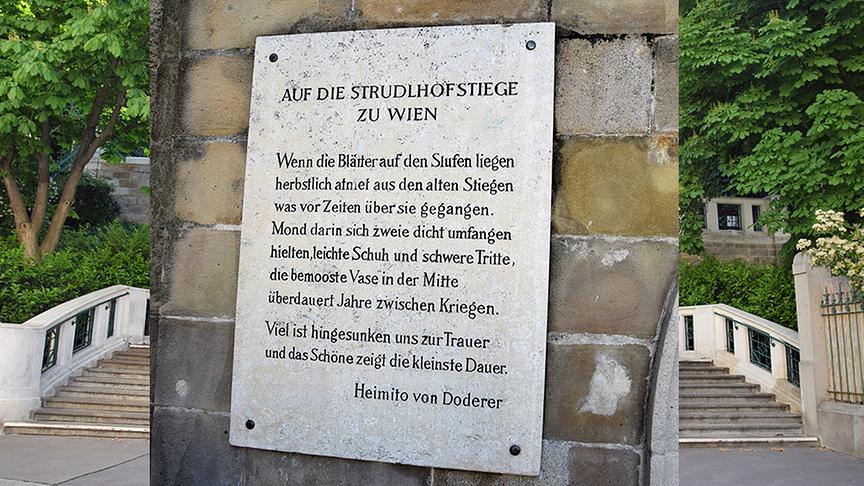 AUF DIE STRUDLHOFSTIEGE
ZU WIEN
Wenn die Blätter auf den Stufen liegen
herbstlich atmet aus den alten Stiegen
was vor Zeiten über sie gegangen.
Mond darin sich zweie dicht umfangen
hielten, leichte Schuh und schwere Tritte,
die bemooste Vase in der Mitte
überdauert Jahre zwischen Kriegen.
Viel ist hingesunken uns zur Trauer
und das Schöne zeigt die kleinste Dauer.
Heimito von Doderer